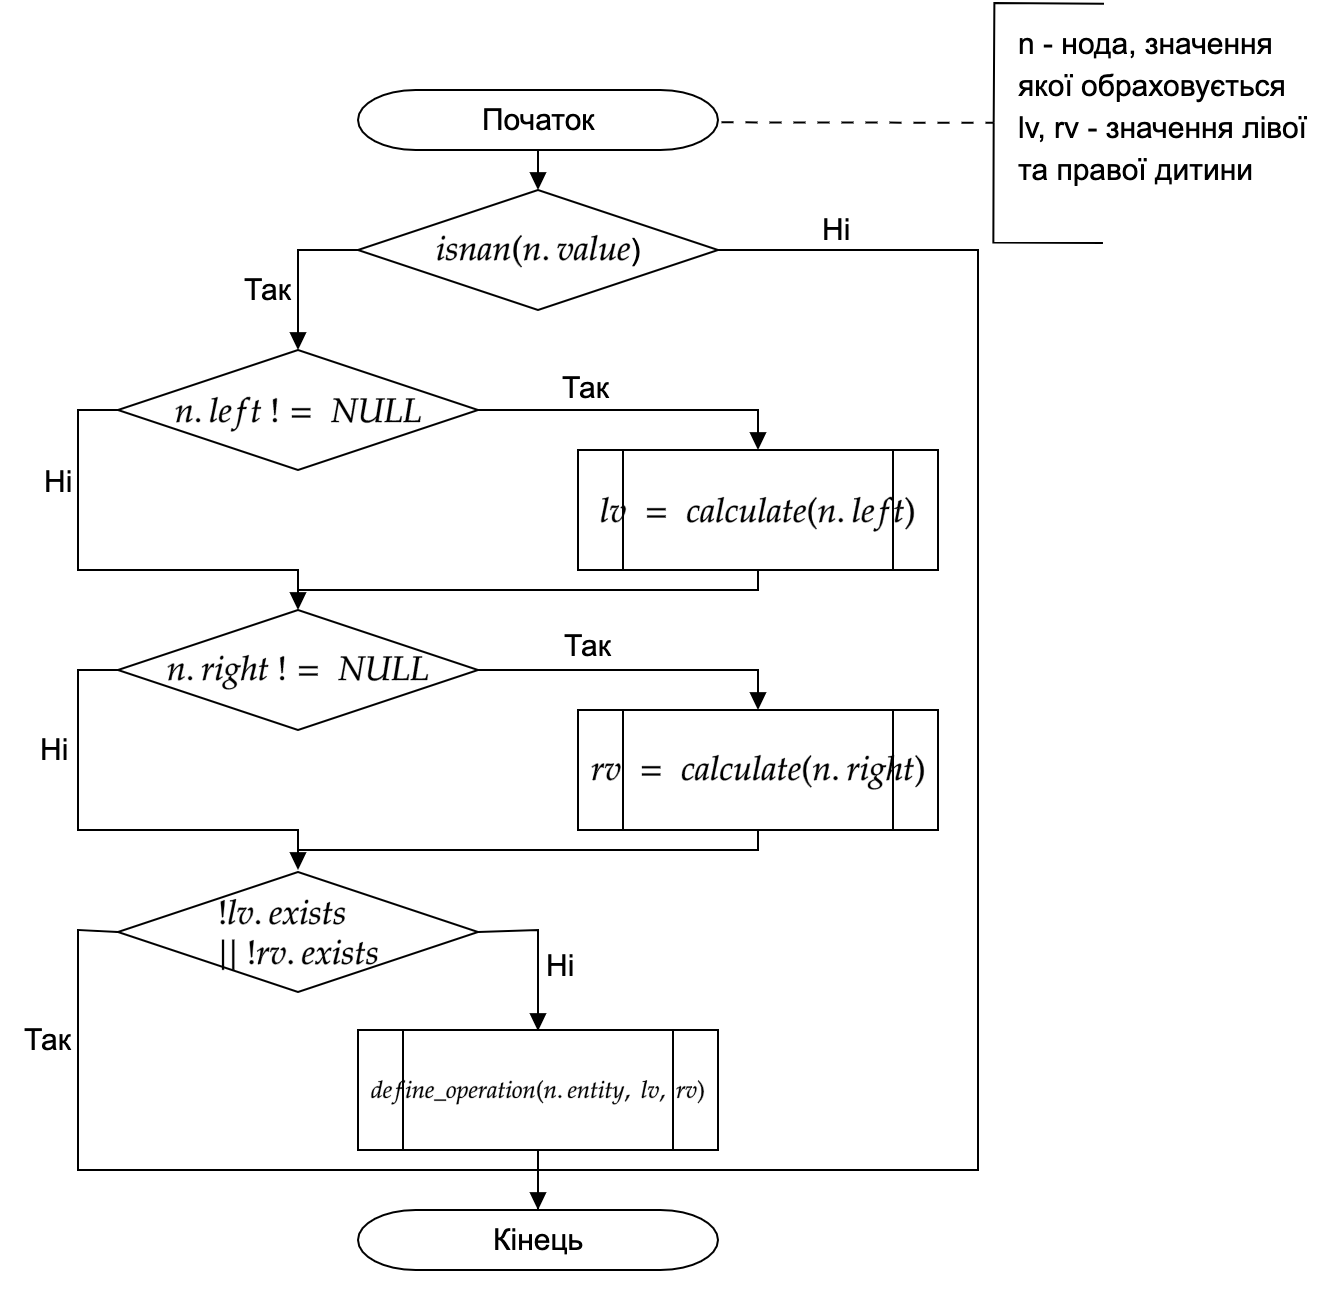 n - нода, значення
якої обраховується
lv, rv - значення лівої
та правої дитини
Початок
isnan(n. value)
Ні
Так
n. left ! = NULL
Так
Ні
lv = calculate(n. left)
n. right ! = NULL
Так
Ні
rv = calculate(n. right)
!lv. exists
|| !rv. exists
Ні
Так
define_operation(n. entity, lv, rv)
Кінець